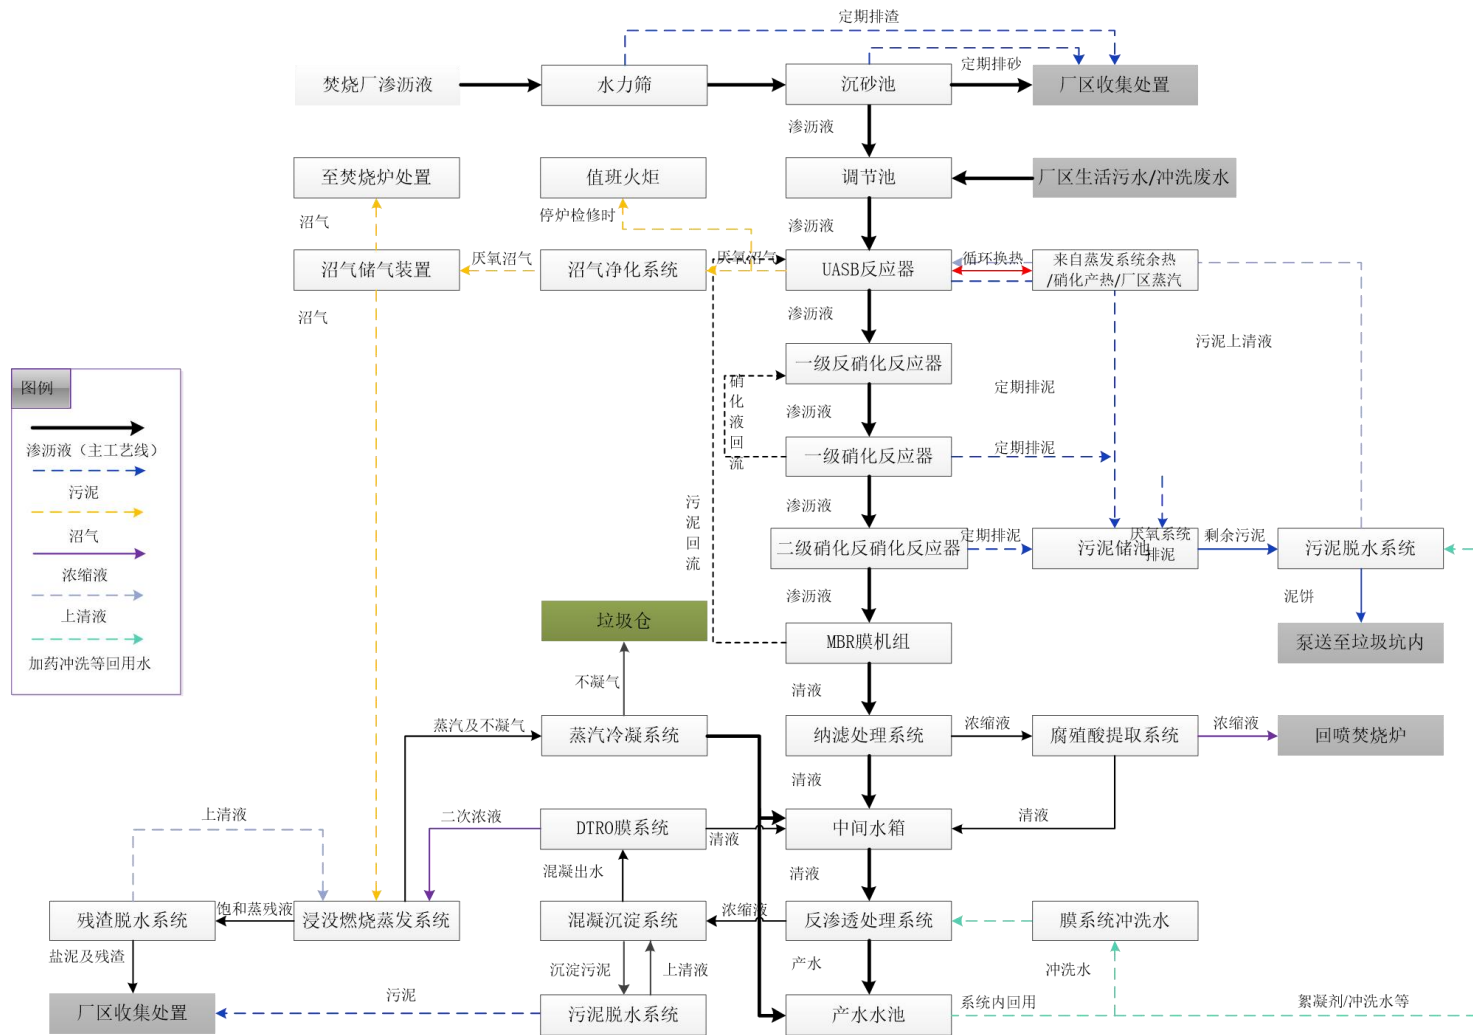 定期排渣
焚烧厂渗沥液
水力筛
沉砂池
定期排砂
厂区收集处置
渗沥液
至焚烧炉处置
值班火炬
调节池
厂区生活污水/冲洗废水
沼气
停炉检修时
渗沥液
沼气储气装置
厌氧沼气
沼气净化系统
厌氧沼气
UASB反应器
循环换热
来自蒸发系统余热
/硝化产热/厂区蒸汽
沼气
渗沥液
污泥上清液
一级反硝化反应器
硝化液回流
定期排泥
渗沥液
一级硝化反应器
定期排泥
图例
渗沥液（主工艺线）
污泥
沼气
浓缩液
上清液
加药冲洗等回用水
污泥回流
渗沥液
二级硝化反硝化反应器
定期排泥
污泥储池
厌氧系统
排泥
剩余污泥
污泥脱水系统
渗沥液
泥饼
垃圾仓
MBR膜机组
泵送至垃圾坑内
不凝气
清液
蒸汽及不凝气
蒸汽冷凝系统
纳滤处理系统
浓缩液
腐殖酸提取系统
浓缩液
回喷焚烧炉
清液
上清液
二次浓液
DTRO膜系统
清液
中间水箱
清液
混凝出水
清液
残渣脱水系统
饱和蒸残液
浸没燃烧蒸发系统
混凝沉淀系统
浓缩液
反渗透处理系统
膜系统冲洗水
盐泥及残渣
沉淀污泥
上清液
产水
冲洗水
厂区收集处置
污泥
污泥脱水系统
产水水池
系统内回用
絮凝剂/冲洗水等